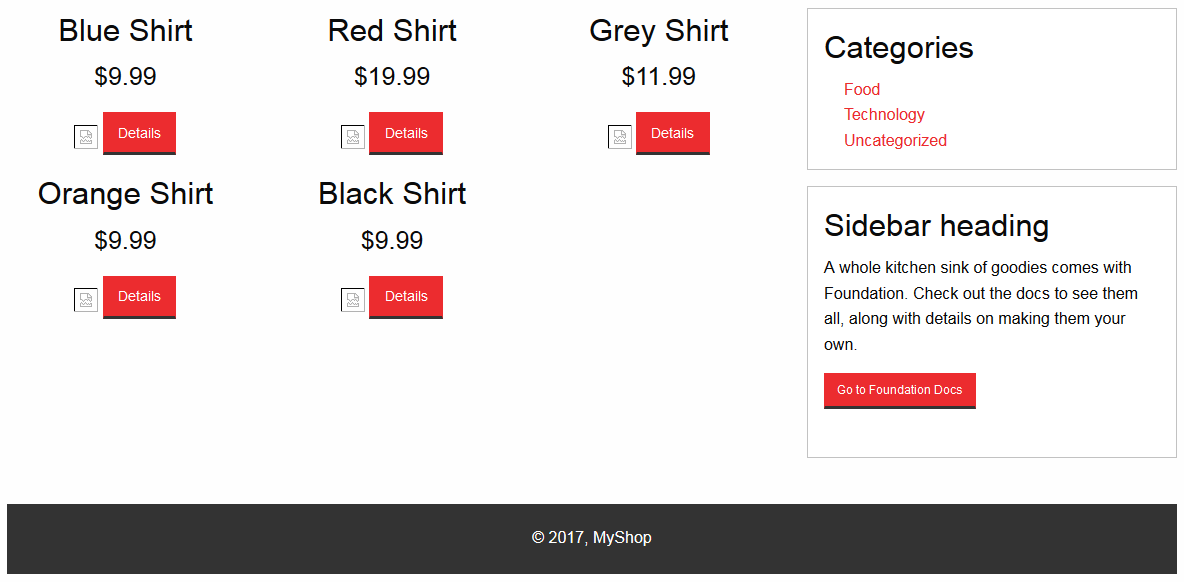 Blue Shirt
Red Shirt
Grey Shirt
$9.99
$19.99
$11.99
Details
Details
Details
Orange Shirt
Black Shirt
$9.99
$9.99
Details
Details
Categories
Food
Technology
Uncategorized
Sidebar heading
A whole kitchen sink of goodies comes with
Foundation. Check out the docs to see them
all, along with details on making them your
own.
Go to Foundation Docs
© 2017, MyShop